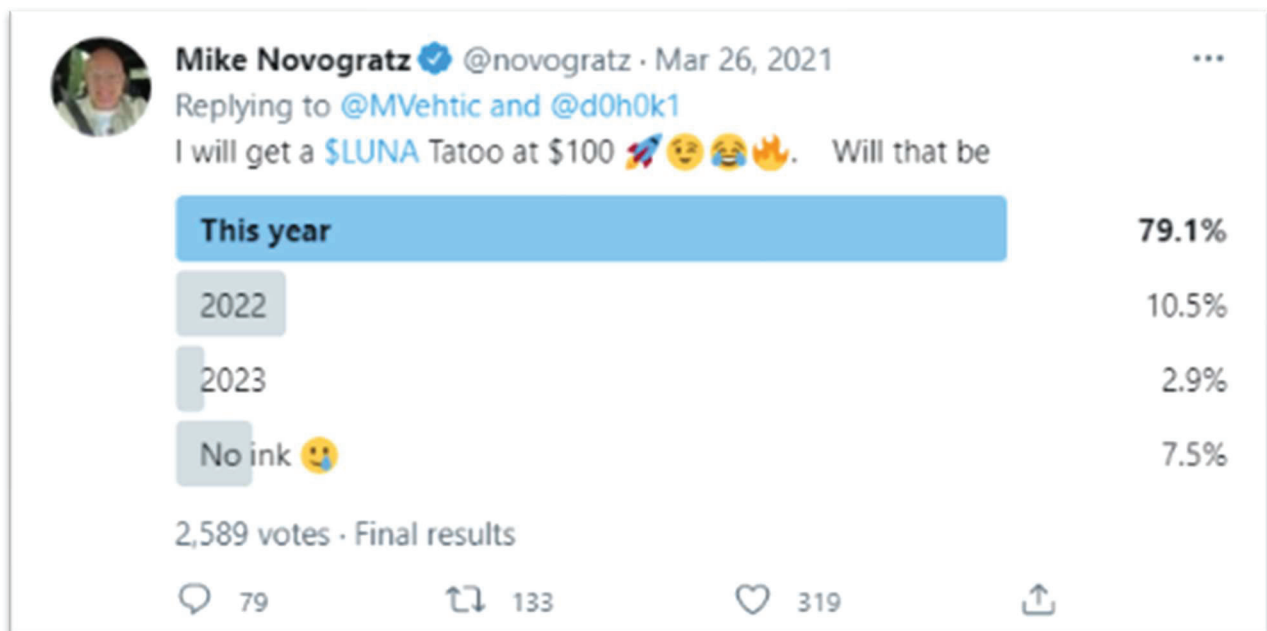 Mike Novogratz @novogratz · Mar 26, 2021 ...
Replying to @MVehtic and @d0h0k1
I will get a $LUNA Tatoo at $100 🚀😉😂🔥. Will that be
This year 79.1%
2022 10.5%
2023 2.9%
No ink 🥲 7.5%
2,589 votes · Final results
79 133 319